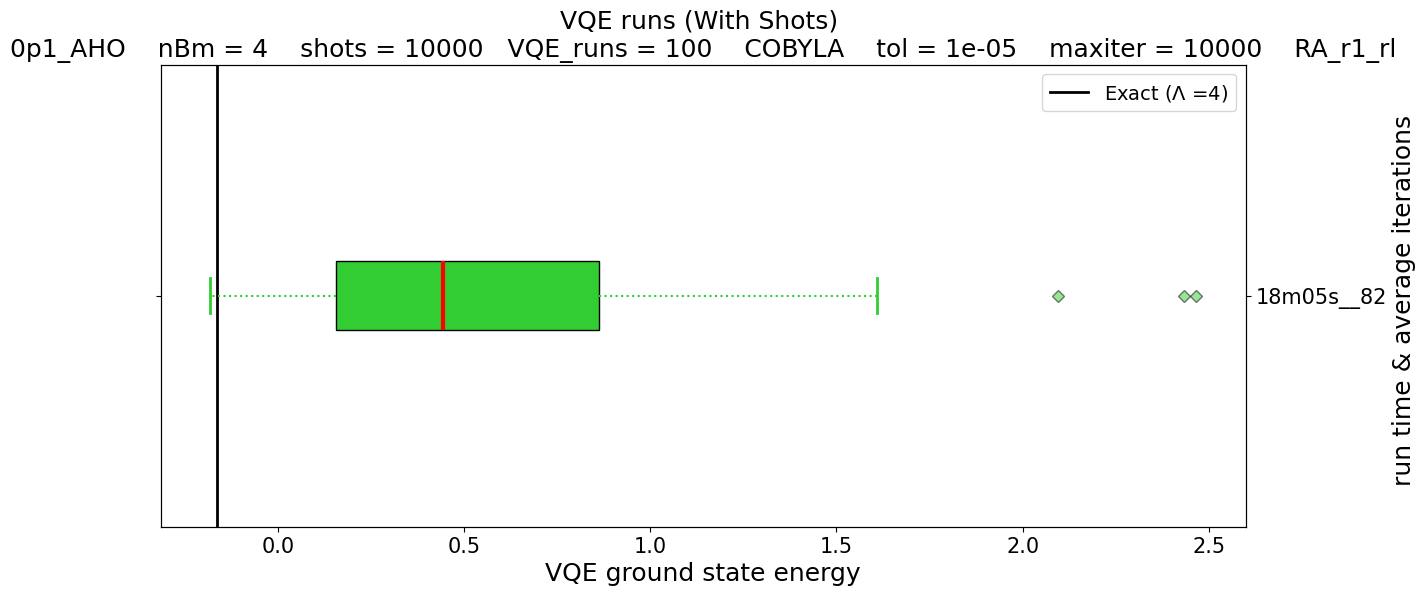 VQE runs (With Shots)
0p1_AHO nBm = 4 shots = 10000 VQE_runs = 100 COBYLA tol = 1e-05 maxiter = 10000 RA_r1_rl
Exact (Λ =4)
18m05s__82
run time & average iterations
0.0 0.5 1.0 1.5 2.0 2.5
VQE ground state energy